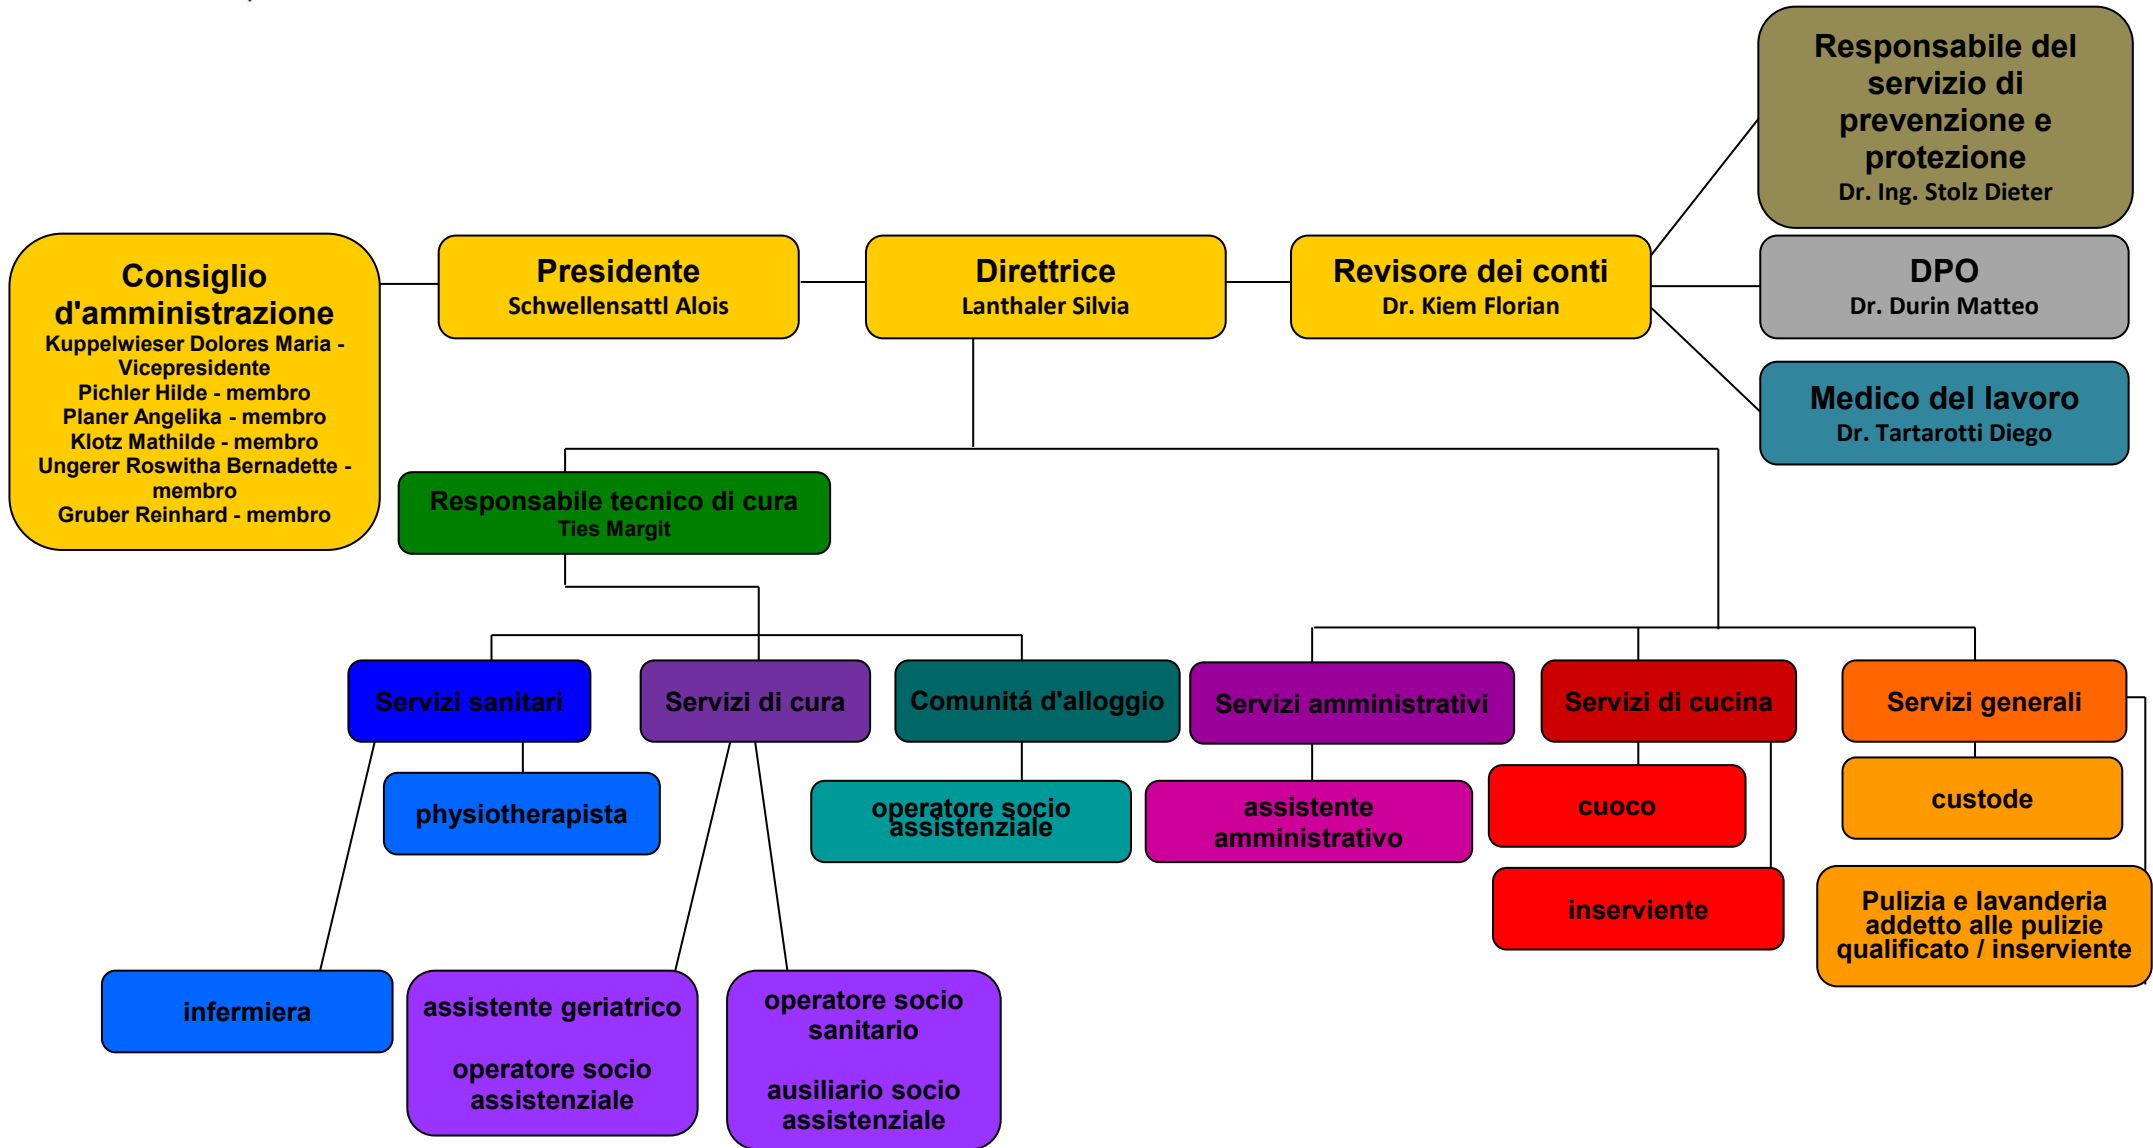 Responsabile del
servizio di
prevenzione e
protezione
Dr. Ing. Stolz Dieter
Consiglio
d'amministrazione
Kuppelwieser Dolores Maria -
Vicepresidente
Pichler Hilde - membro
Planer Angelika - membro
Klotz Mathilde - membro
Ungerer Roswitha Bernadette -
membro
Gruber Reinhard - membro
Presidente
Schwellensattl Alois
Direttrice
Lanthaler Silvia
Revisore dei conti
Dr. Kiem Florian
DPO
Dr. Durin Matteo
Medico del lavoro
Dr. Tartarotti Diego
Responsabile tecnico di cura
Ties Margit
Servizi sanitari
Servizi di cura
Comunitá d'alloggio
Servizi amministrativi
Servizi di cucina
Servizi generali
physiotherapista
operatore socio
assistenziale
assistente
amministrativo
cuoco
custode
inserviente
Pulizia e lavanderia
addetto alle pulizie
qualificato / inserviente
infermiera
assistente geriatrico
operatore socio
assistenziale
operatore socio
sanitario
ausiliario socio
assistenziale